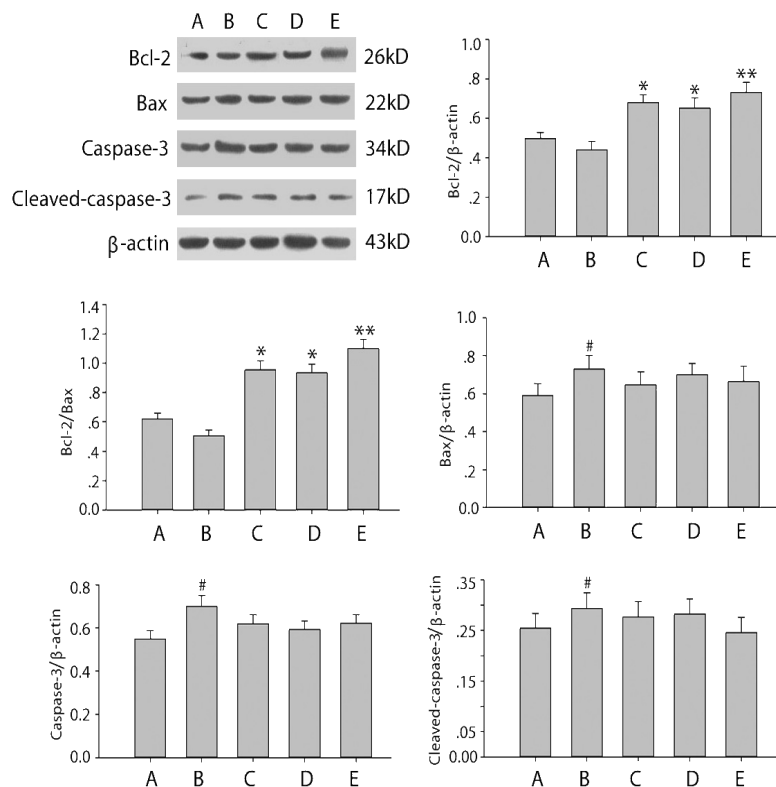 A B C D E
Bcl-2 26kD
Bax 22kD
Caspase-3 34kD
Cleaved-caspase-3 17kD
β-actin 43kD
Bcl-2/β-actin
1.0
.8
.6
.4
.2
0.0
* * **
A B C D E
Bcl-2/Bax
1.4
1.2
1.0
.8
.6
.4
.2
0.0
* * **
A B C D E
Bax/β-actin
1.0
.8
.6
.4
.2
0.0
#
A B C D E
Caspase-3/β-actin
0.8
0.6
0.4
0.2
0.0
#
A B C D E
Cleaved-caspase-3/β-actin
.35
.25
.15
.05
0.00
#
A B C D E